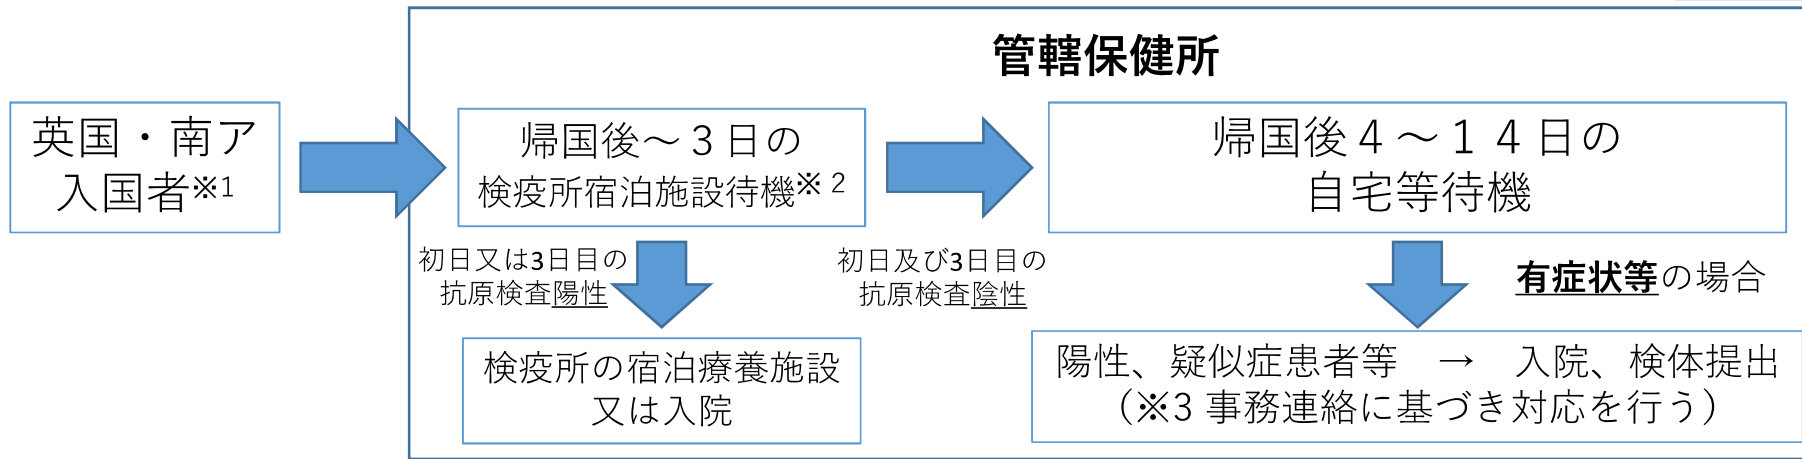 管轄保健所
英国・南ア
入国者※1
帰国後～３日の
検疫所宿泊施設待機※２
帰国後４～１４日の
自宅等待機
初日又は3日目の
抗原検査陽性
初日及び3日目の
抗原検査陰性
有症状等の場合
検疫所の宿泊療養施設
又は入院
陽性、疑似症患者等　→　入院、検体提出
（※3 事務連絡に基づき対応を行う）